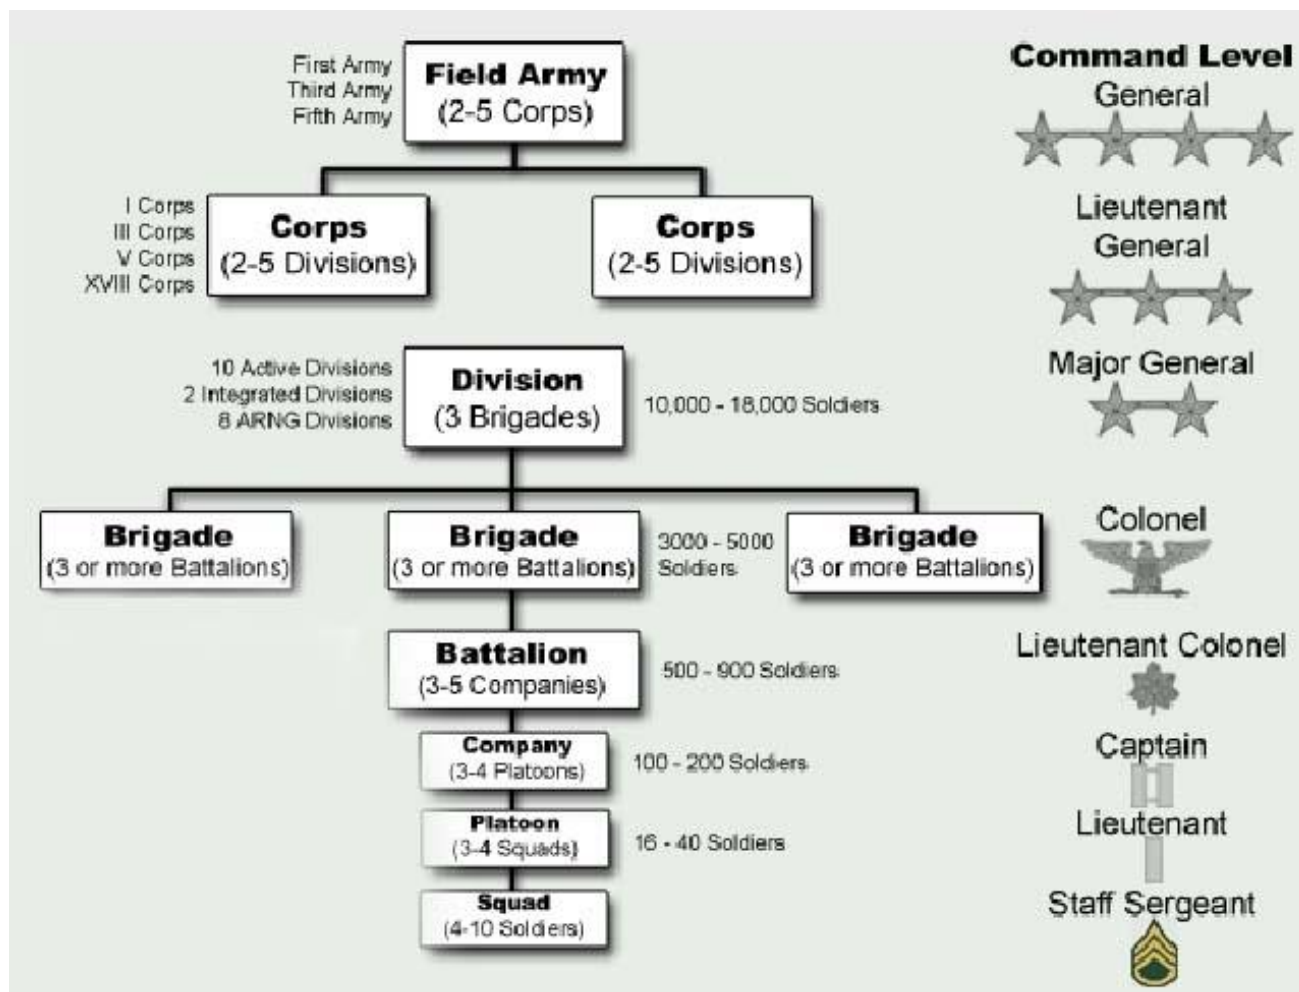 First Army
Third Army
Fifth Army
Field Army
(2-5 Corps)
Command Level
General
I Corps
III Corps
V Corps
XVIII Corps
Corps
(2-5 Divisions)
Corps
(2-5 Divisions)
Lieutenant
General
10 Active Divisions
2 Integrated Divisions
8 ARNG Divisions
Division
(3 Brigades)
10,000 - 18,000 Soldiers
Major General
Brigade
(3 or more Battalions)
Brigade
(3 or more Battalions)
3000 - 5000
Soldiers
Brigade
(3 or more Battalions)
Colonel
Battalion
(3-5 Companies)
500 - 900 Soldiers
Lieutenant Colonel
Company
(3-4 Platoons)
100 - 200 Soldiers
Captain
Platoon
(3-4 Squads)
16 - 40 Soldiers
Lieutenant
Squad
(4-10 Soldiers)
Staff Sergeant